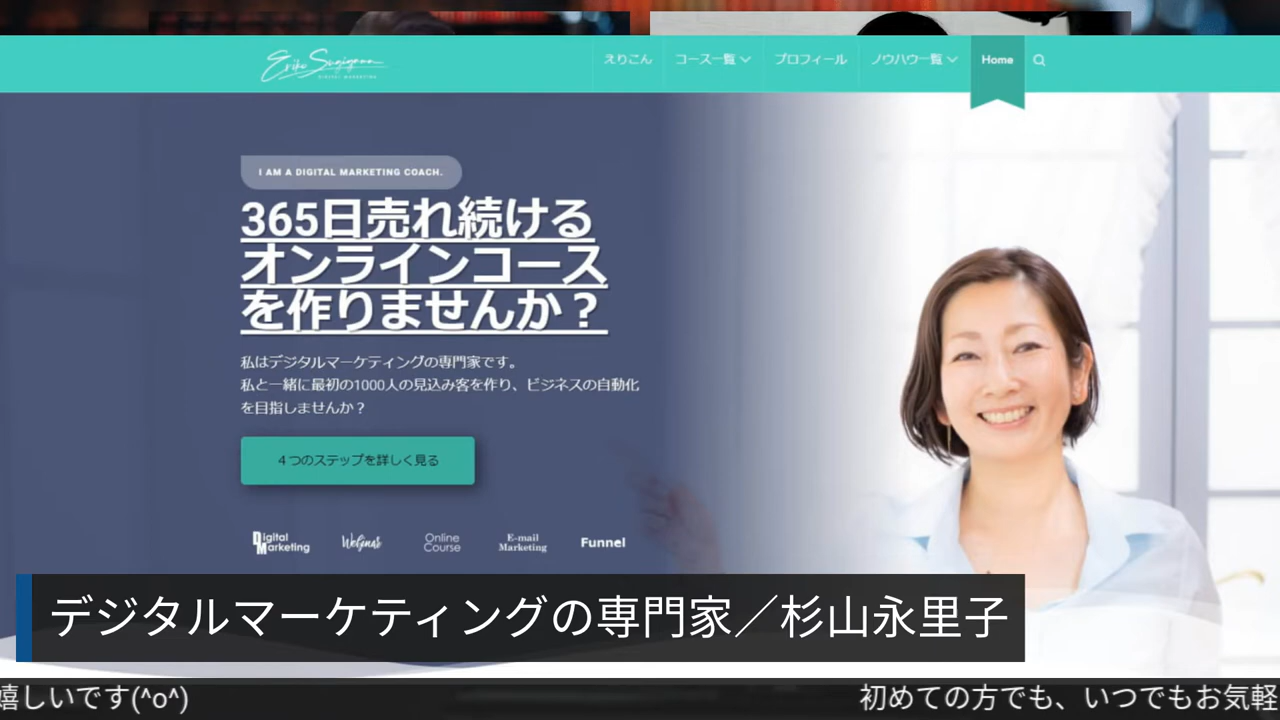 Eriko Sugiyama
DIGITAL MARKETING
えりこん
コース一覧
プロフィール
ノウハウ一覧
Home
I AM A DIGITAL MARKETING COACH.
365日売れ続ける
オンラインコース
を作りませんか？
私はデジタルマーケティングの専門家です。
私と一緒に最初の1000人の見込み客を作り、ビジネスの自動化
を目指しませんか？
４つのステップを詳しく見る
Digital
Marketing
Webinar
Online
Course
E-mail
Marketing
Funnel
デジタルマーケティングの専門家／杉山永里子
嬉しいです(^o^)
初めての方でも、いつでもお気軽